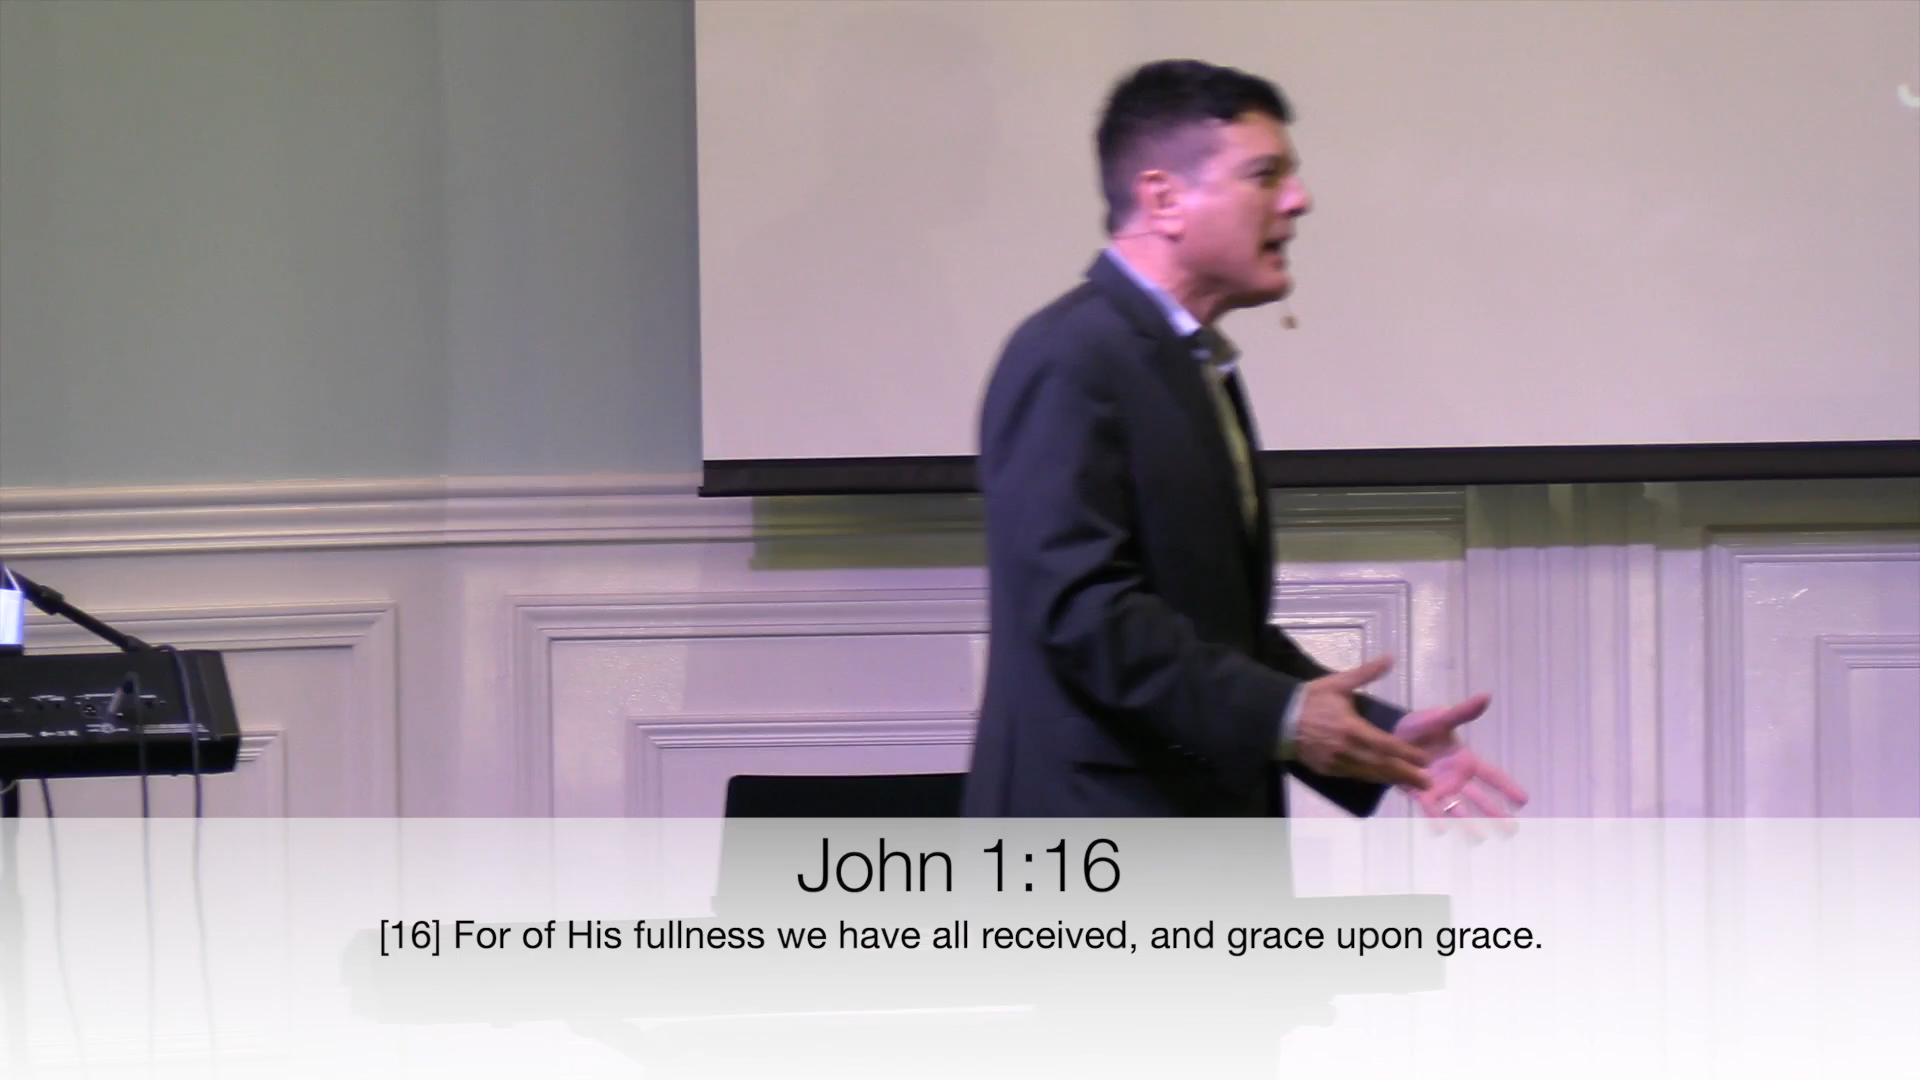 John 1:16
[16] For of His fullness we have all received, and grace upon grace.